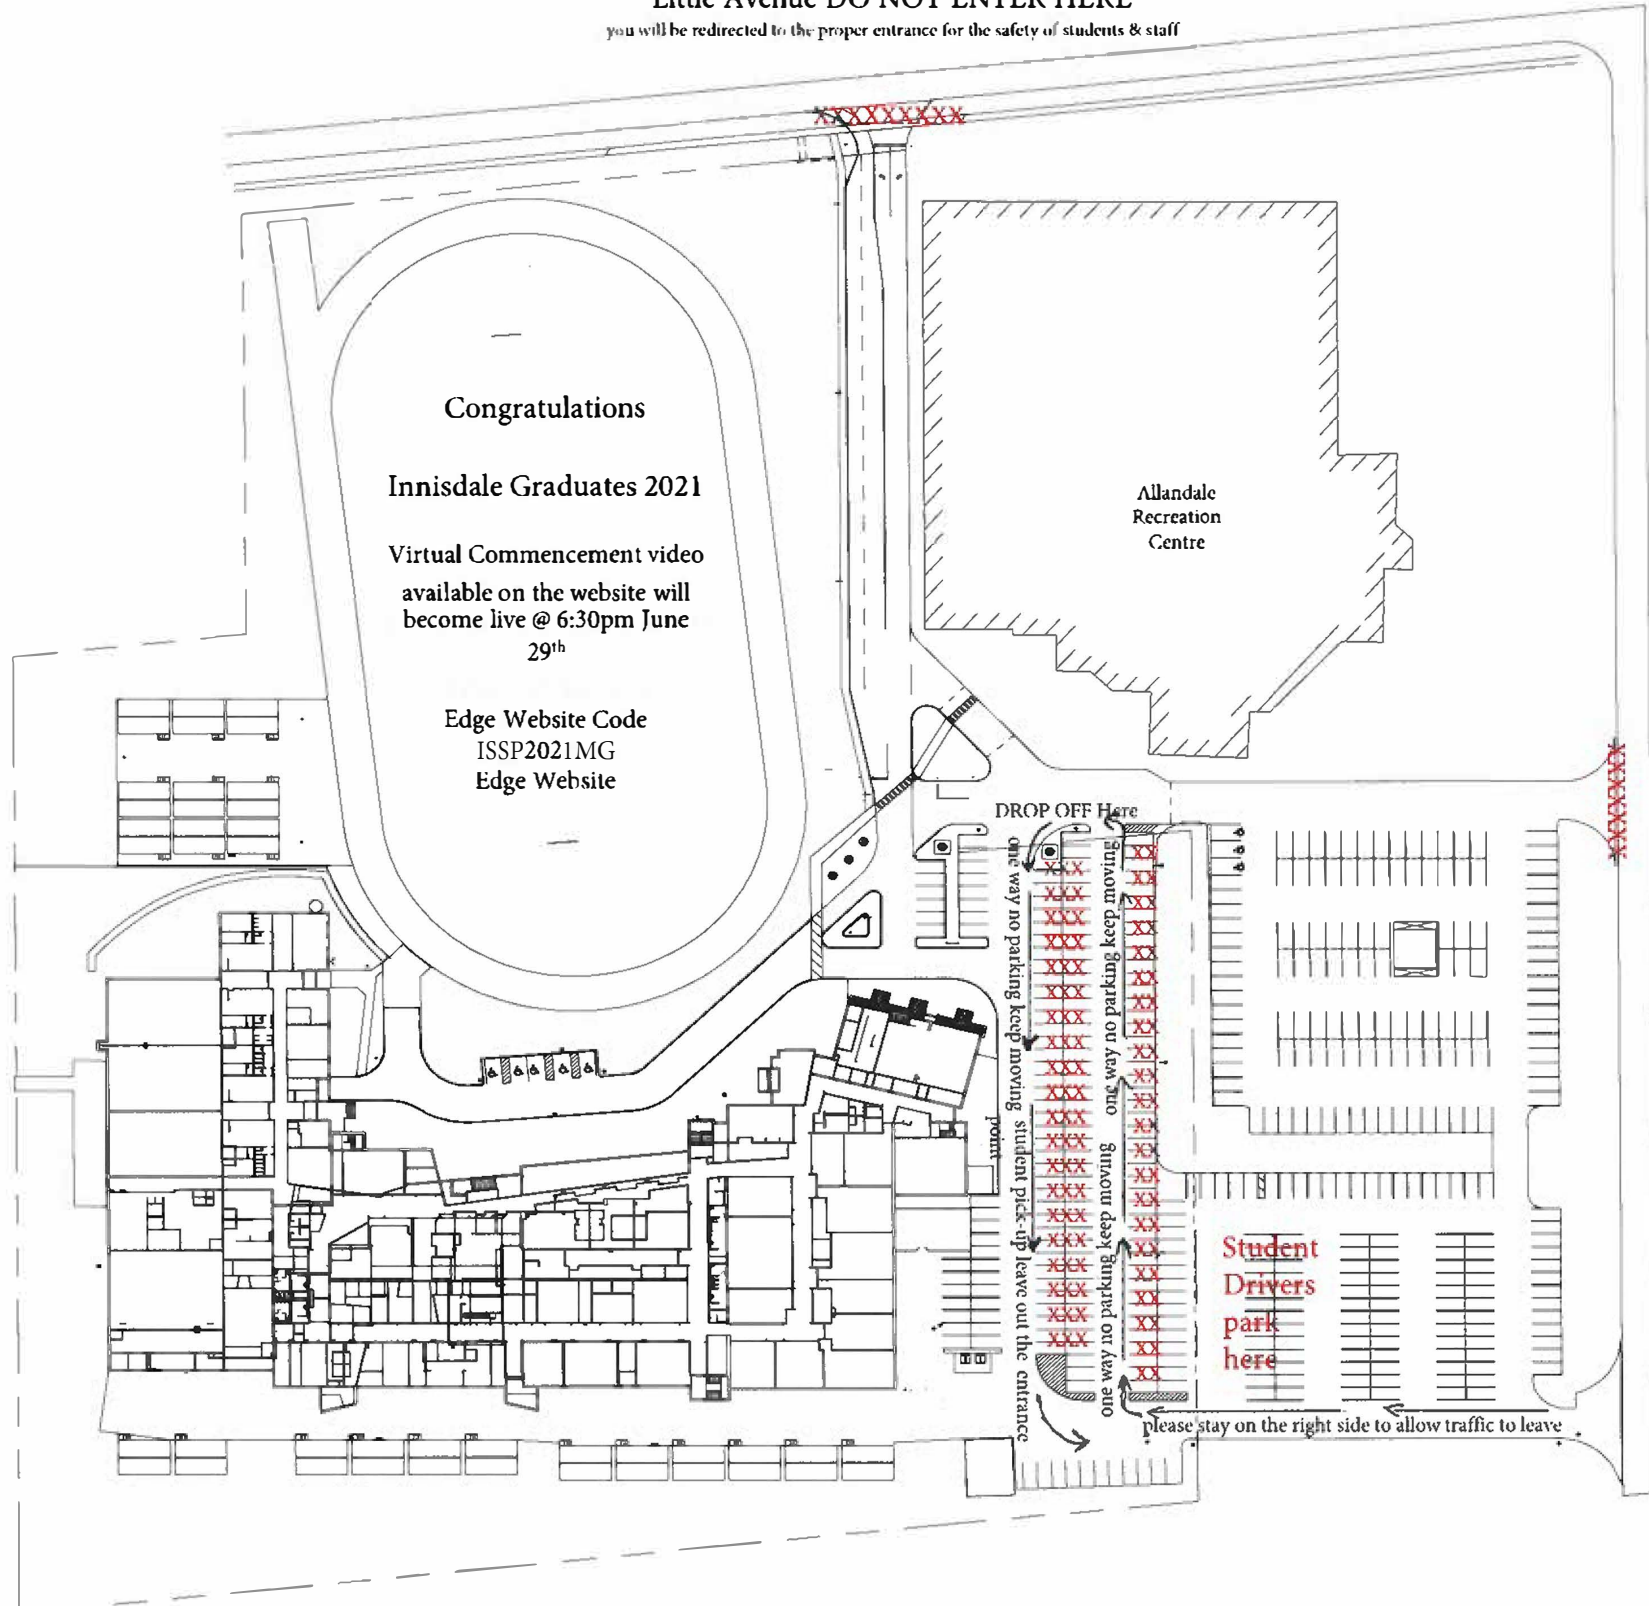 Little Avenue DO NOT ENTER HERE
you will be redirected to the proper entrance for the safety of students & staff
Congratulations
Innisdale Graduates 2021
Virtual Commencement video
available on the website will
become live @ 6:30pm June
29th
Edge Website Code
ISSP2021MG
Edge Website
Allandale
Recreation
Centre
XXXXXXXXX
XXXXXXX
DROP OFF Here
one way no parking keep moving
student pick-up leave out the entrance
point
one way no parking keep moving
one way no parking keep moving
Student
Drivers
park
here
please stay on the right side to allow traffic to leave